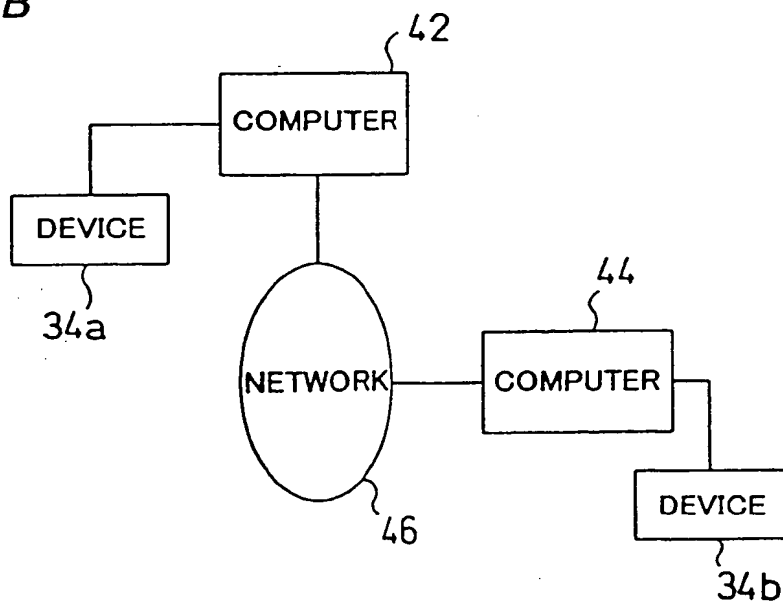 B
42
COMPUTER
DEVICE
34a
44
NETWORK
COMPUTER
46
DEVICE
34b